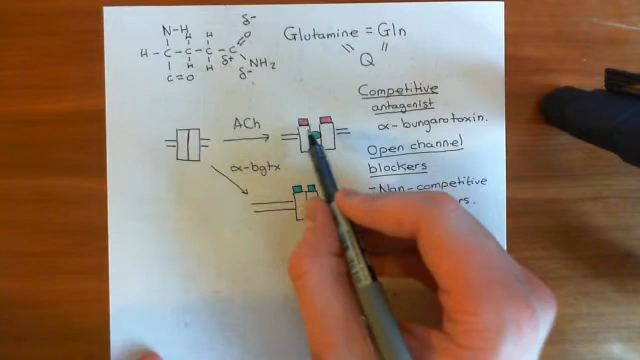 N-H
δ-
H
H
O
H - C - C - C - C
δ+
NH₂
H
H
δ-
C=O
Glutamine = Gln
Q
Competitive
antagonist
α-bungarotoxin.
ACh
α-bgtx
Open channel
blockers
- Non-competitive